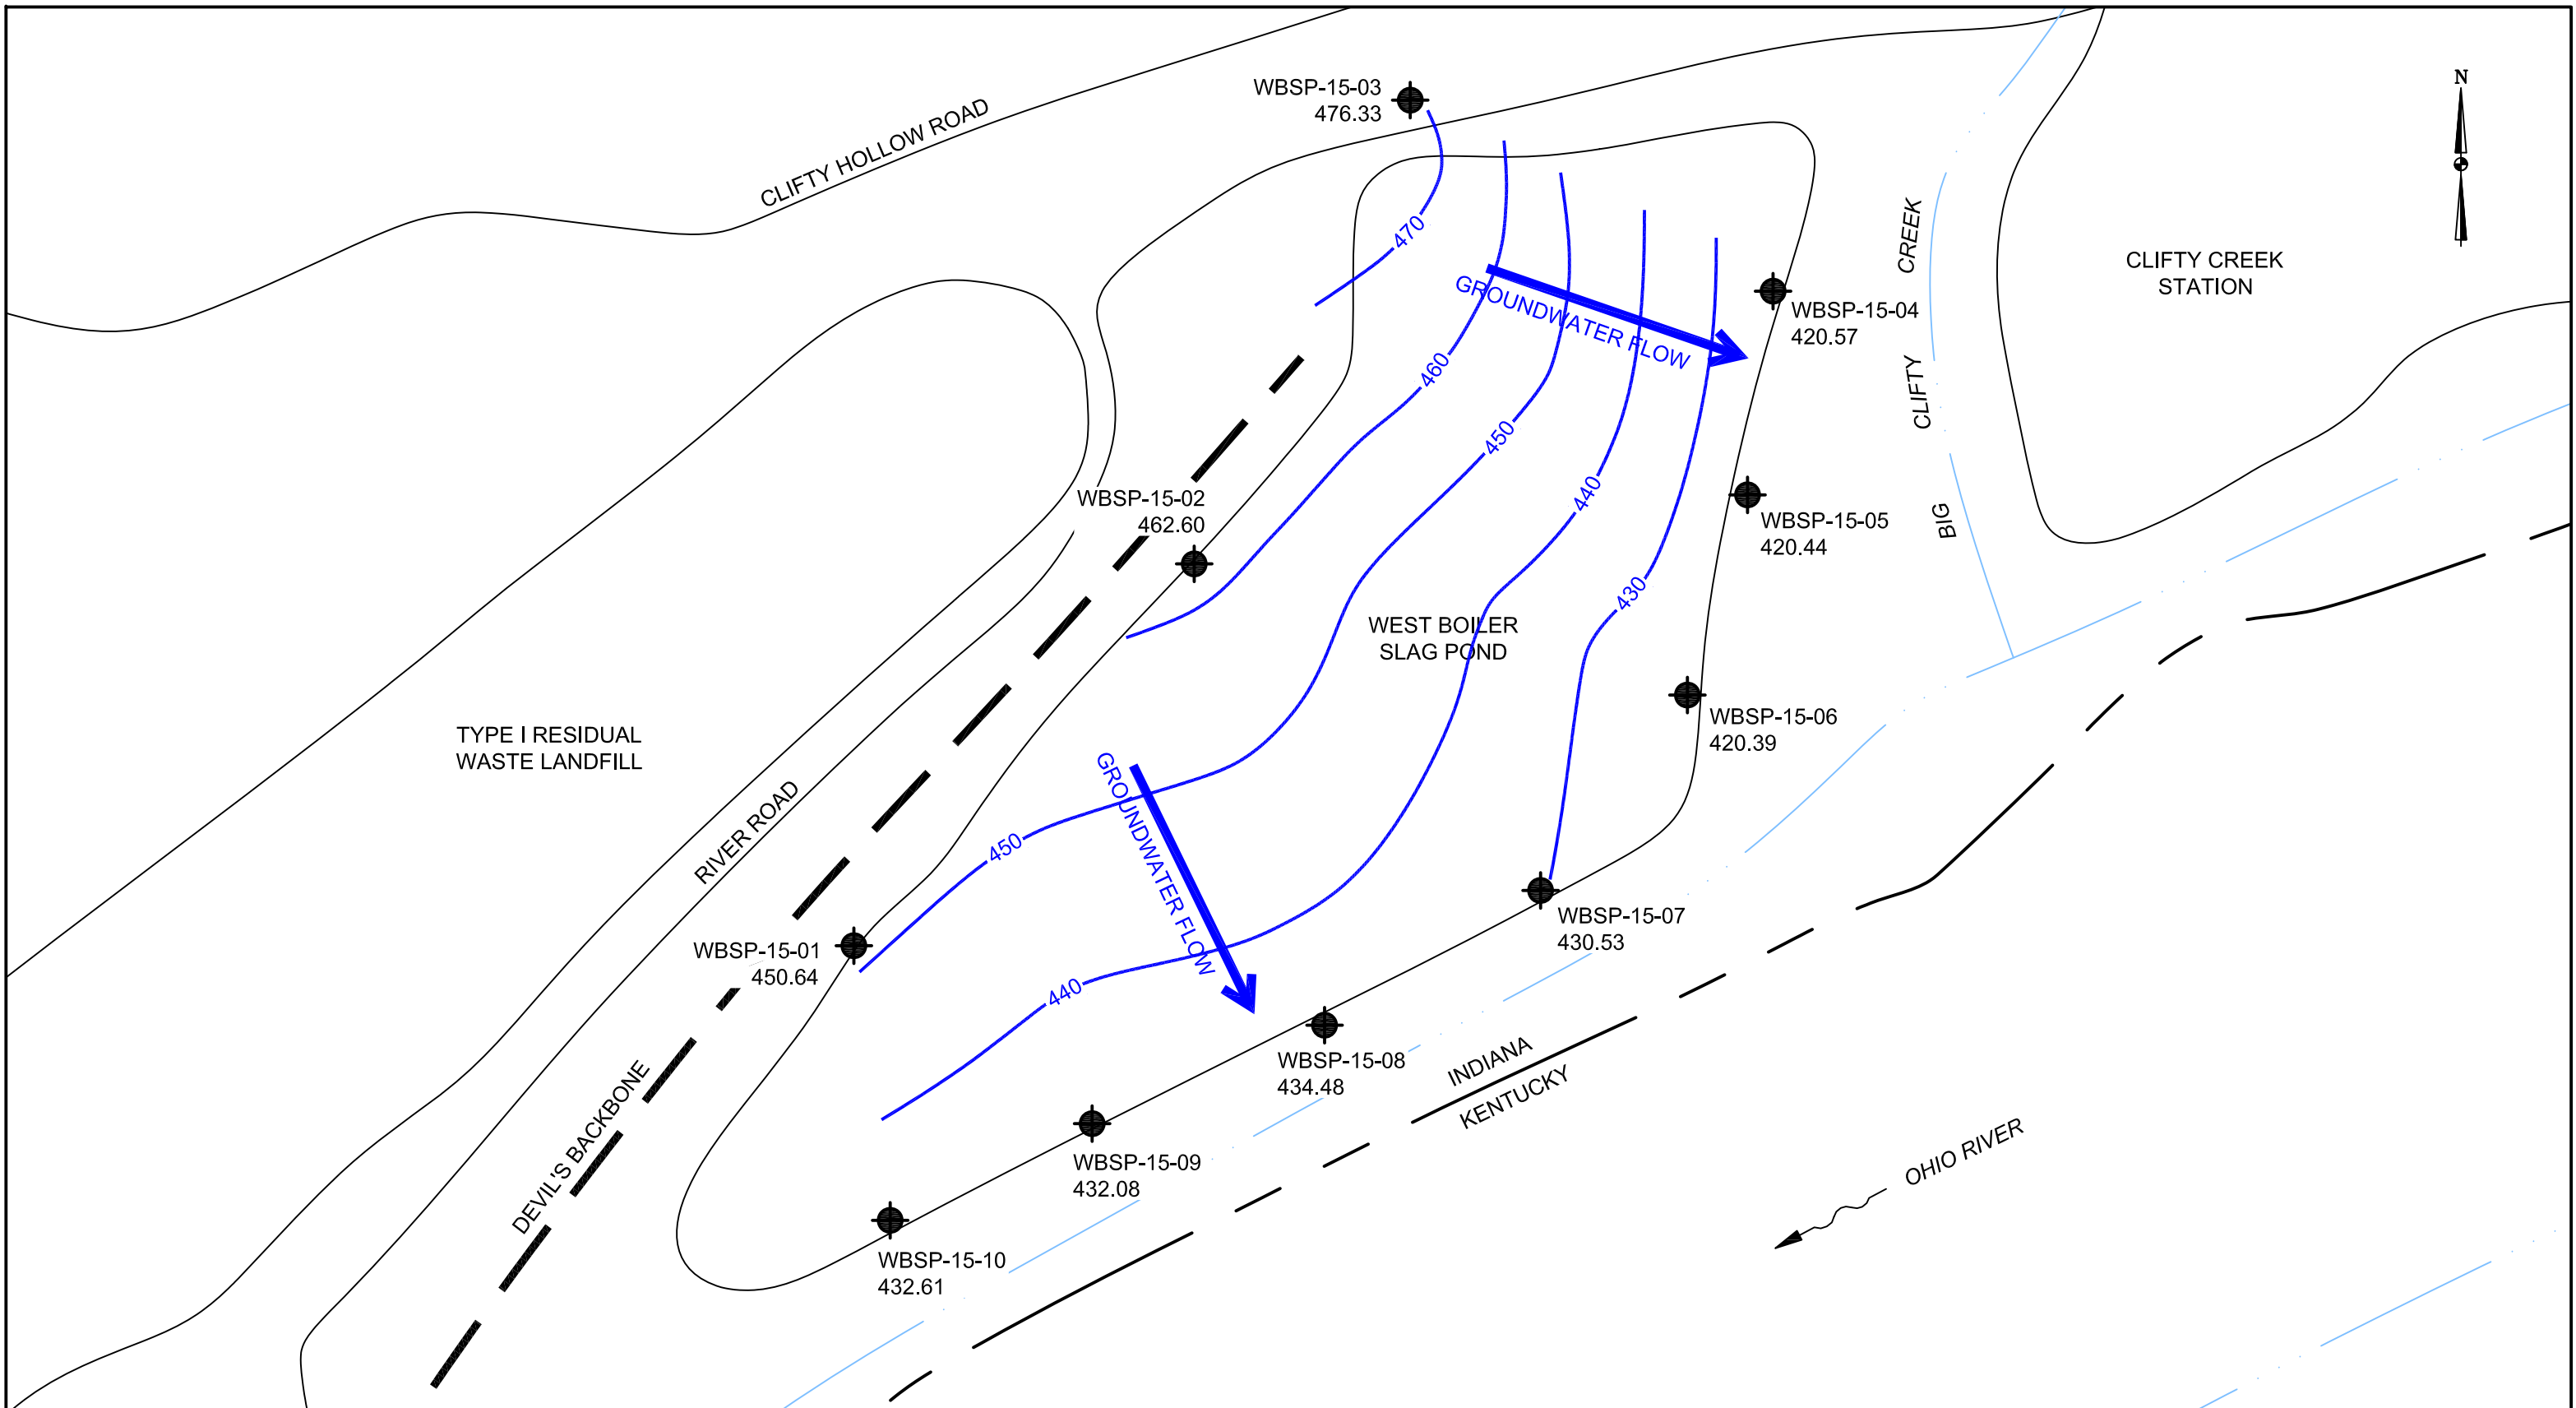 WBSP-15-03
476.33
N
CLIFTY HOLLOW ROAD
470
CLIFTY CREEK
STATION
GROUNDWATER FLOW
WBSP-15-04
420.57
BIG CLIFTY CREEK
460
450
WBSP-15-02
462.60
440
WBSP-15-05
420.44
430
WEST BOILER
SLAG POND
WBSP-15-06
420.39
TYPE I RESIDUAL
WASTE LANDFILL
RIVER ROAD
GROUNDWATER FLOW
450
WBSP-15-01
450.64
WBSP-15-07
430.53
440
WBSP-15-08
434.48
INDIANA
KENTUCKY
DEVIL'S BACKBONE
WBSP-15-09
432.08
OHIO RIVER
WBSP-15-10
432.61